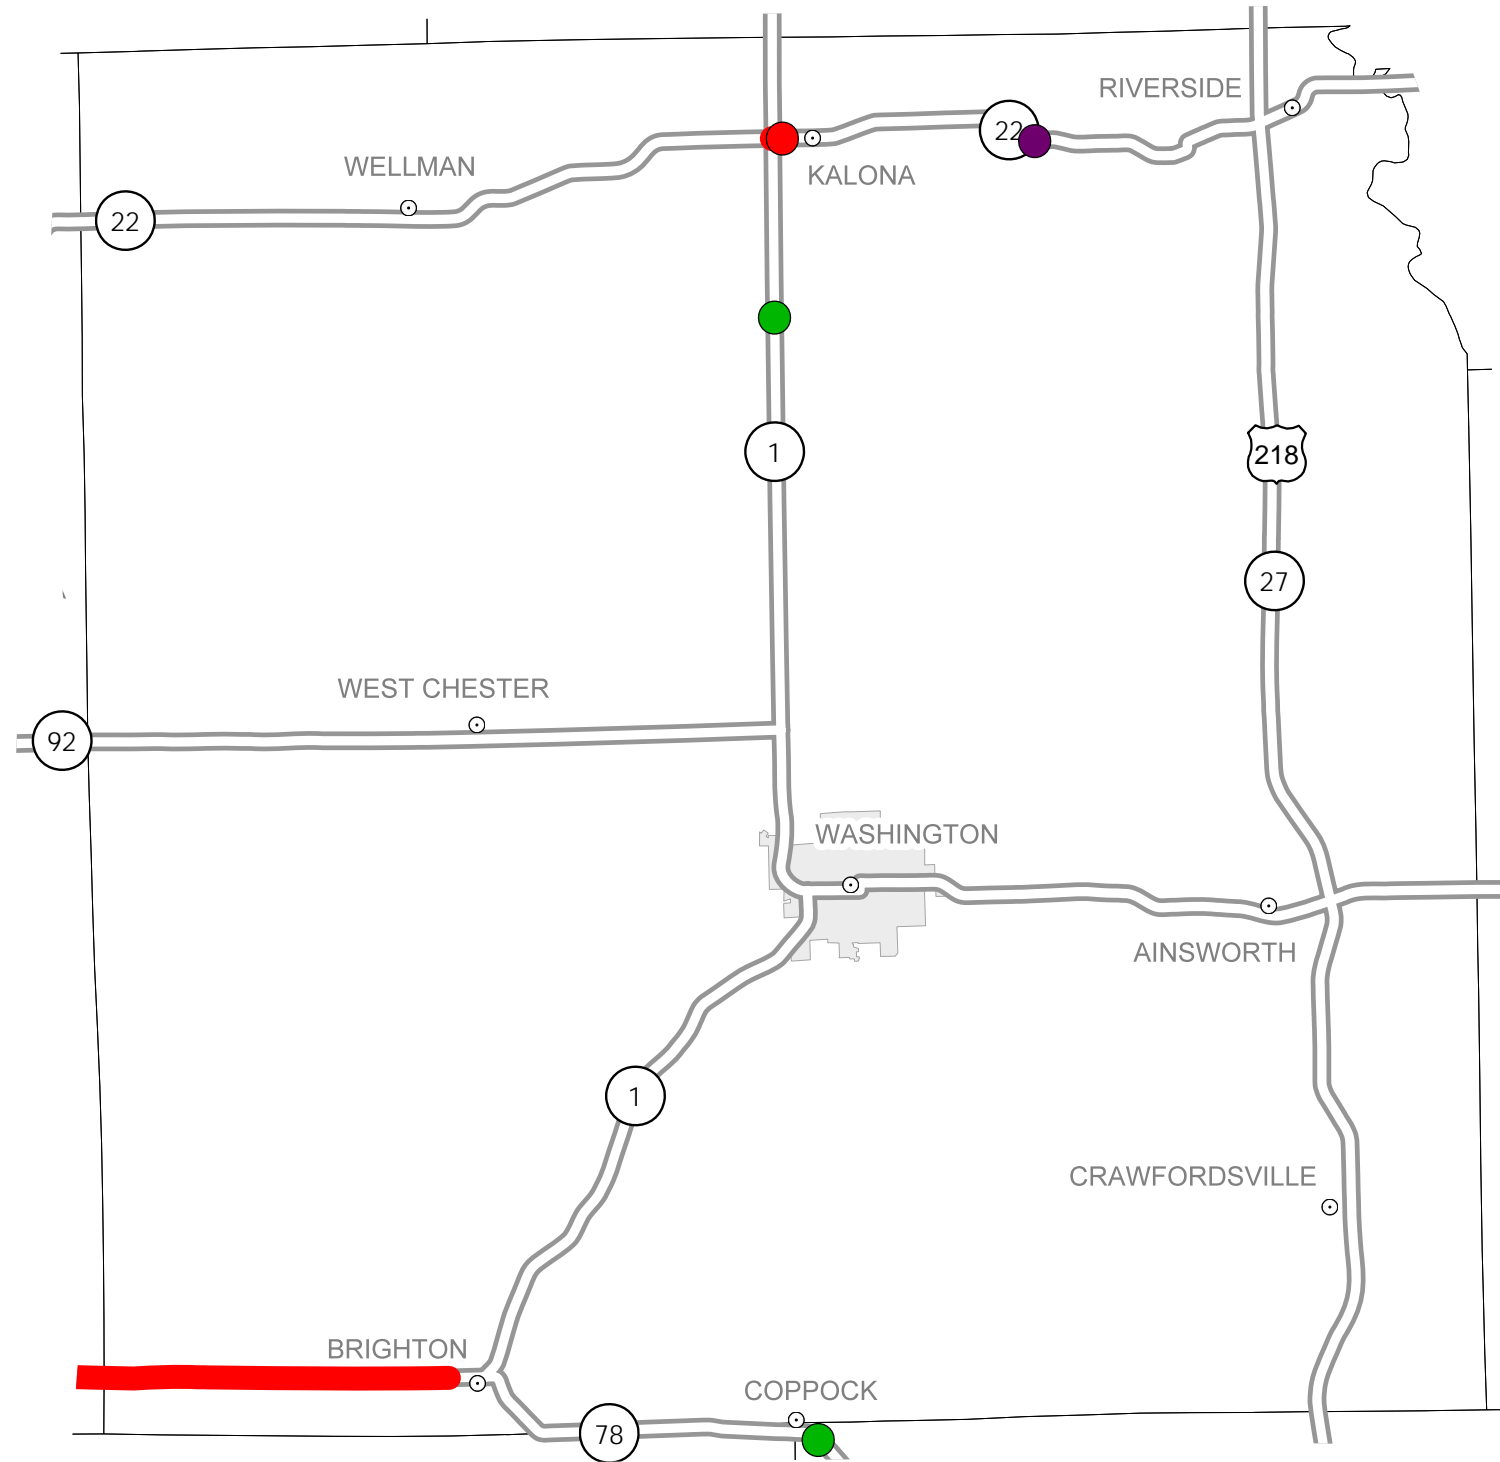 RIVERSIDE
22
KALONA
WELLMAN
22
1
218
27
WEST CHESTER
92
WASHINGTON
AINSWORTH
1
CRAWFORDSVILLE
BRIGHTON
COPPOCK
78